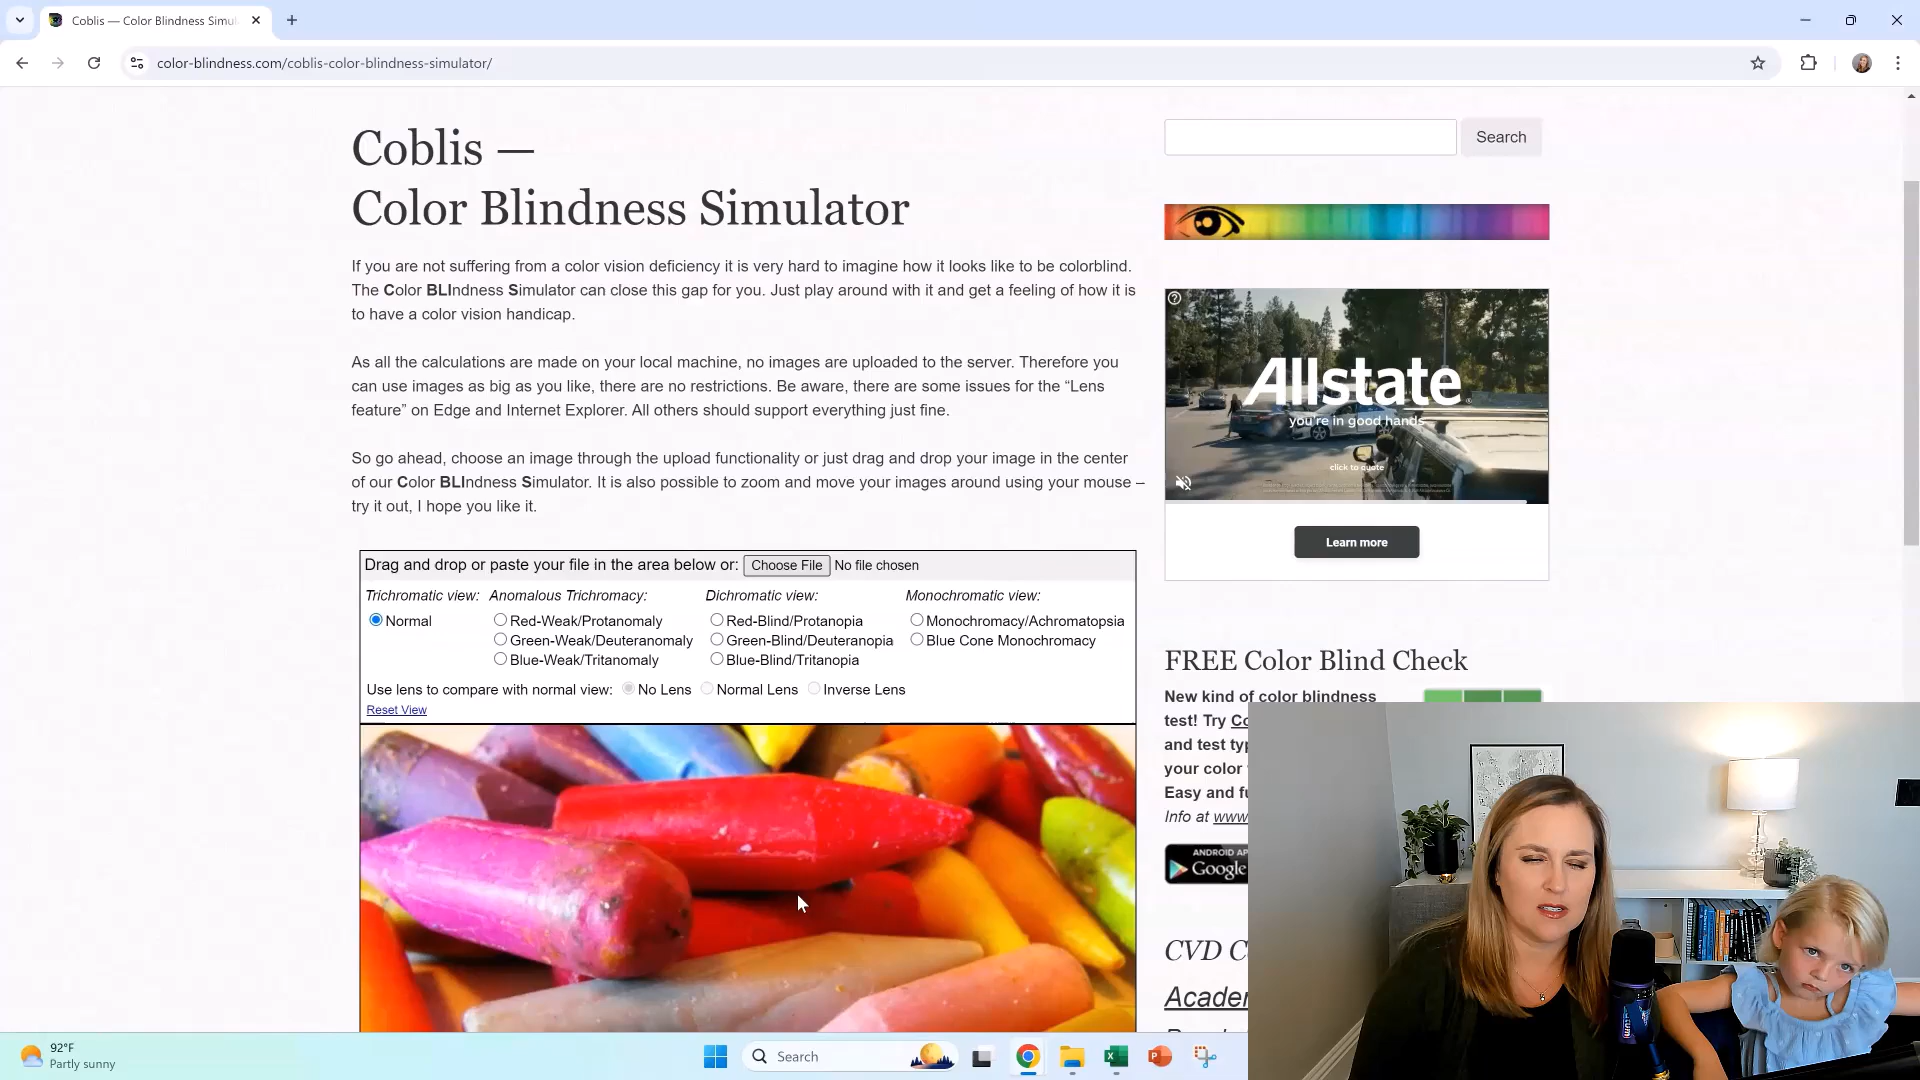 Coblis — Color Blindness Simul
color-blindness.com/coblis-color-blindness-simulator/
Coblis —
Color Blindness Simulator
If you are not suffering from a color vision deficiency it is very hard to imagine how it looks like to be colorblind.
The Color BLIndness Simulator can close this gap for you. Just play around with it and get a feeling of how it is
to have a color vision handicap.
As all the calculations are made on your local machine, no images are uploaded to the server. Therefore you
can use images as big as you like, there are no restrictions. Be aware, there are some issues for the “Lens
feature” on Edge and Internet Explorer. All others should support everything just fine.
So go ahead, choose an image through the upload functionality or just drag and drop your image in the center
of our Color BLIndness Simulator. It is also possible to zoom and move your images around using your mouse –
try it out, I hope you like it.
Drag and drop or paste your file in the area below or: Choose File No file chosen
Trichromatic view: Anomalous Trichromacy: Dichromatic view: Monochromatic view:
Normal Red-Weak/Protanomaly Red-Blind/Protanopia Monochromacy/Achromatopsia
Green-Weak/Deuteranomaly Green-Blind/Deuteranopia Blue Cone Monochromacy
Blue-Weak/Tritanomaly Blue-Blind/Tritanopia
Use lens to compare with normal view: No Lens Normal Lens Inverse Lens
Reset View
Search
Allstate
you're in good hands
click to quote
Learn more
FREE Color Blind Check
New kind of color blindness
test! Try Co
and test typ
your color
Easy and fu
Info at www
ANDROID AP
Google
CVD C
Acader
92°F
Partly sunny
Search